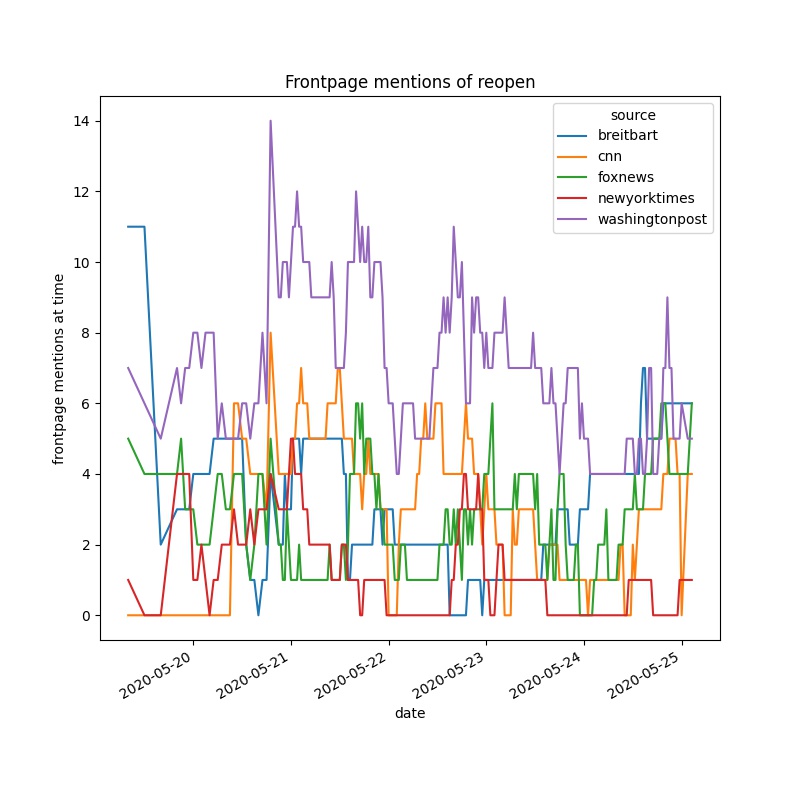 Frontpage mentions of reopen
source
breitbart
cnn
foxnews
newyorktimes
washingtonpost
frontpage mentions at time
14
12
10
8
6
4
2
0
2020-05-20
2020-05-21
2020-05-22
2020-05-23
2020-05-24
2020-05-25
date